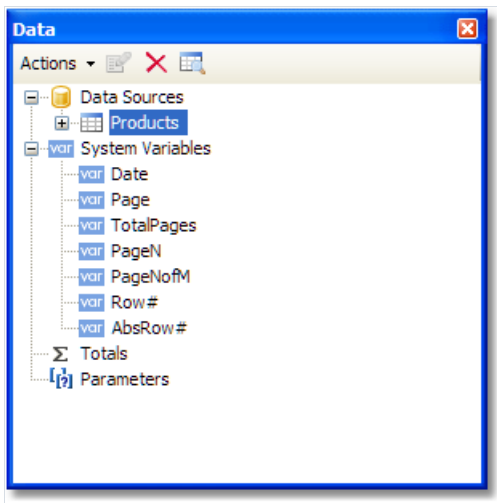 Data
Actions
Data Sources
Products
var System Variables
var Date
var Page
var TotalPages
var PageN
var PageNofM
var Row#
var AbsRow#
Σ Totals
[?] Parameters